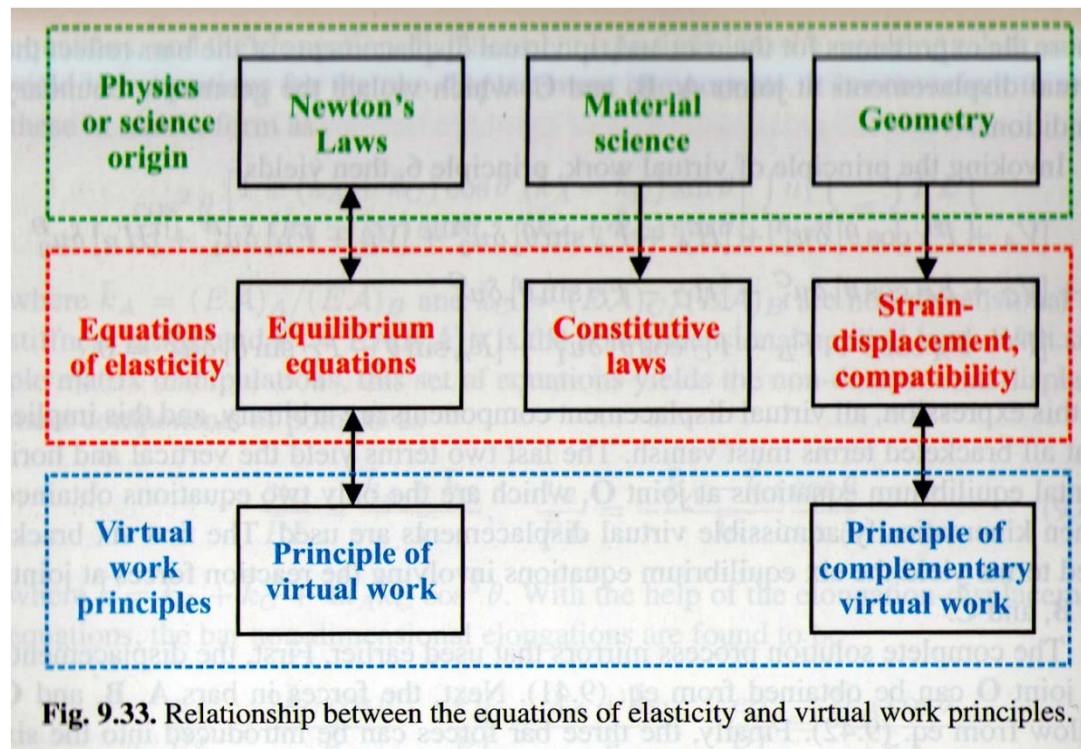 Physics
or science
origin
Newton's
Laws
Material
science
Geometry
Equations
of elasticity
Equilibrium
equations
Constitutive
laws
Strain-
displacement,
compatibility
Virtual
work
principles
Principle of
virtual work
Principle of
complementary
virtual work
Fig. 9.33. Relationship between the equations of elasticity and virtual work principles.